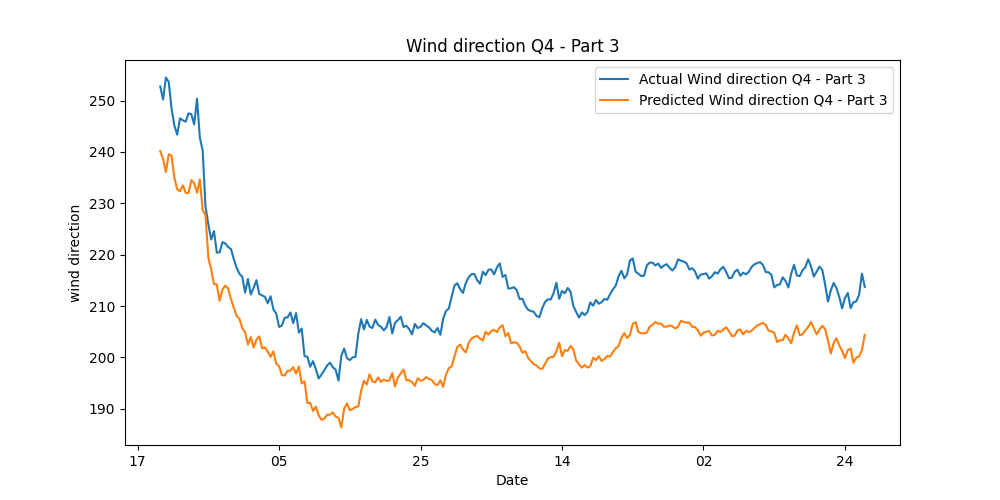 Wind direction Q4 - Part 3
Actual Wind direction Q4 - Part 3
Predicted Wind direction Q4 - Part 3
250
240
230
220
210
200
190
wind direction
17 05 25 14 02 24
Date